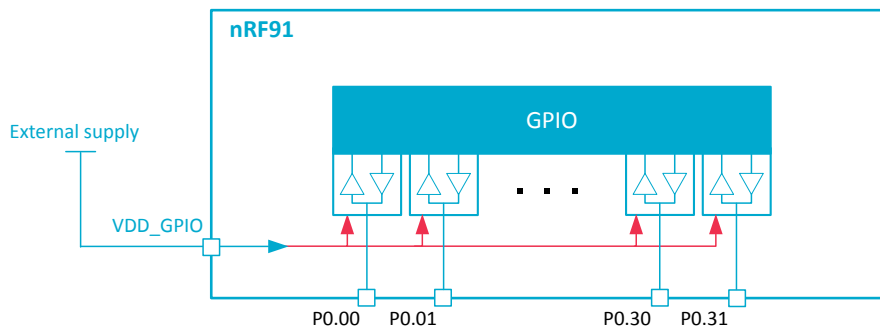 nRF91
GPIO
External supply
VDD_GPIO
P0.00
P0.01
P0.30
P0.31